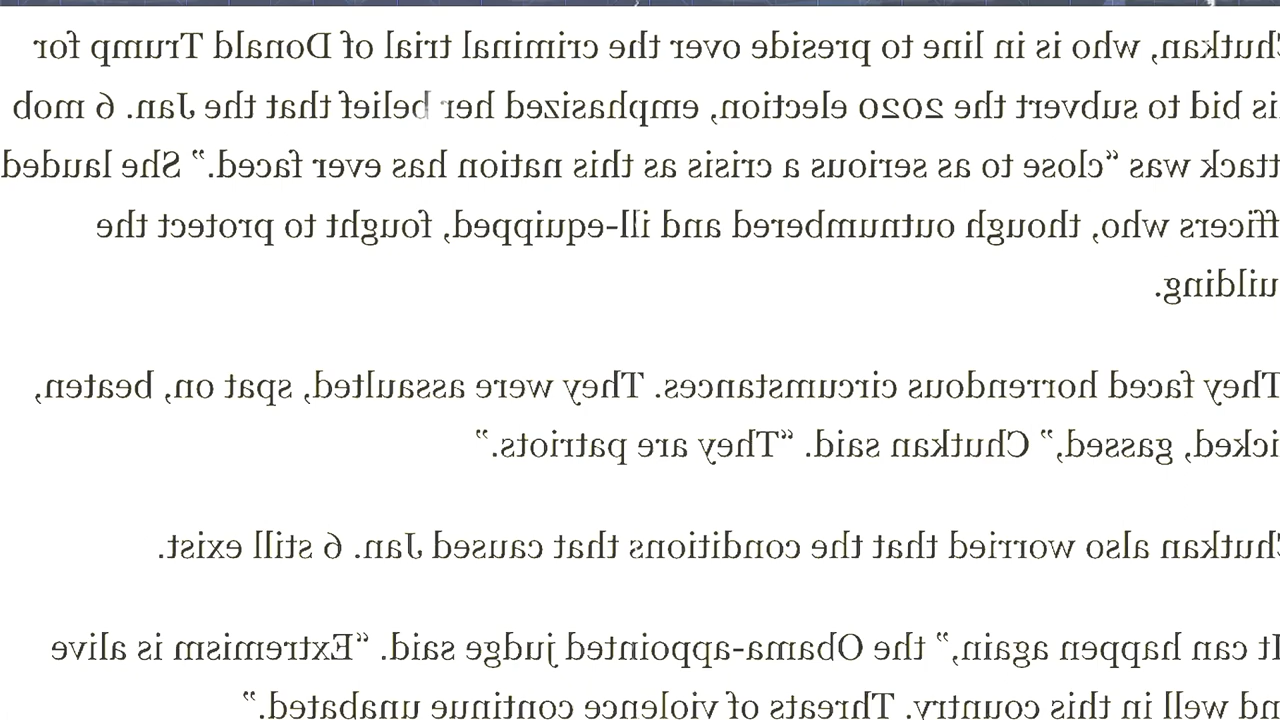 hutkan, who is in line to preside over the criminal trial of Donald Trump for
is bid to subvert the 2020 election, emphasized her belief that the Jan. 6 mob
ttack was “close to as serious a crisis as this nation has ever faced.” She lauded
fficers who, though outnumbered and ill-equipped, fought to protect the
uilding.
They faced horrendous circumstances. They were assaulted, spat on, beaten,
icked, gassed,” Chutkan said. “They are patriots.”
hutkan also worried that the conditions that caused Jan. 6 still exist.
It can happen again,” the Obama-appointed judge said. “Extremism is alive
nd well in this country. Threats of violence continue unabated.”